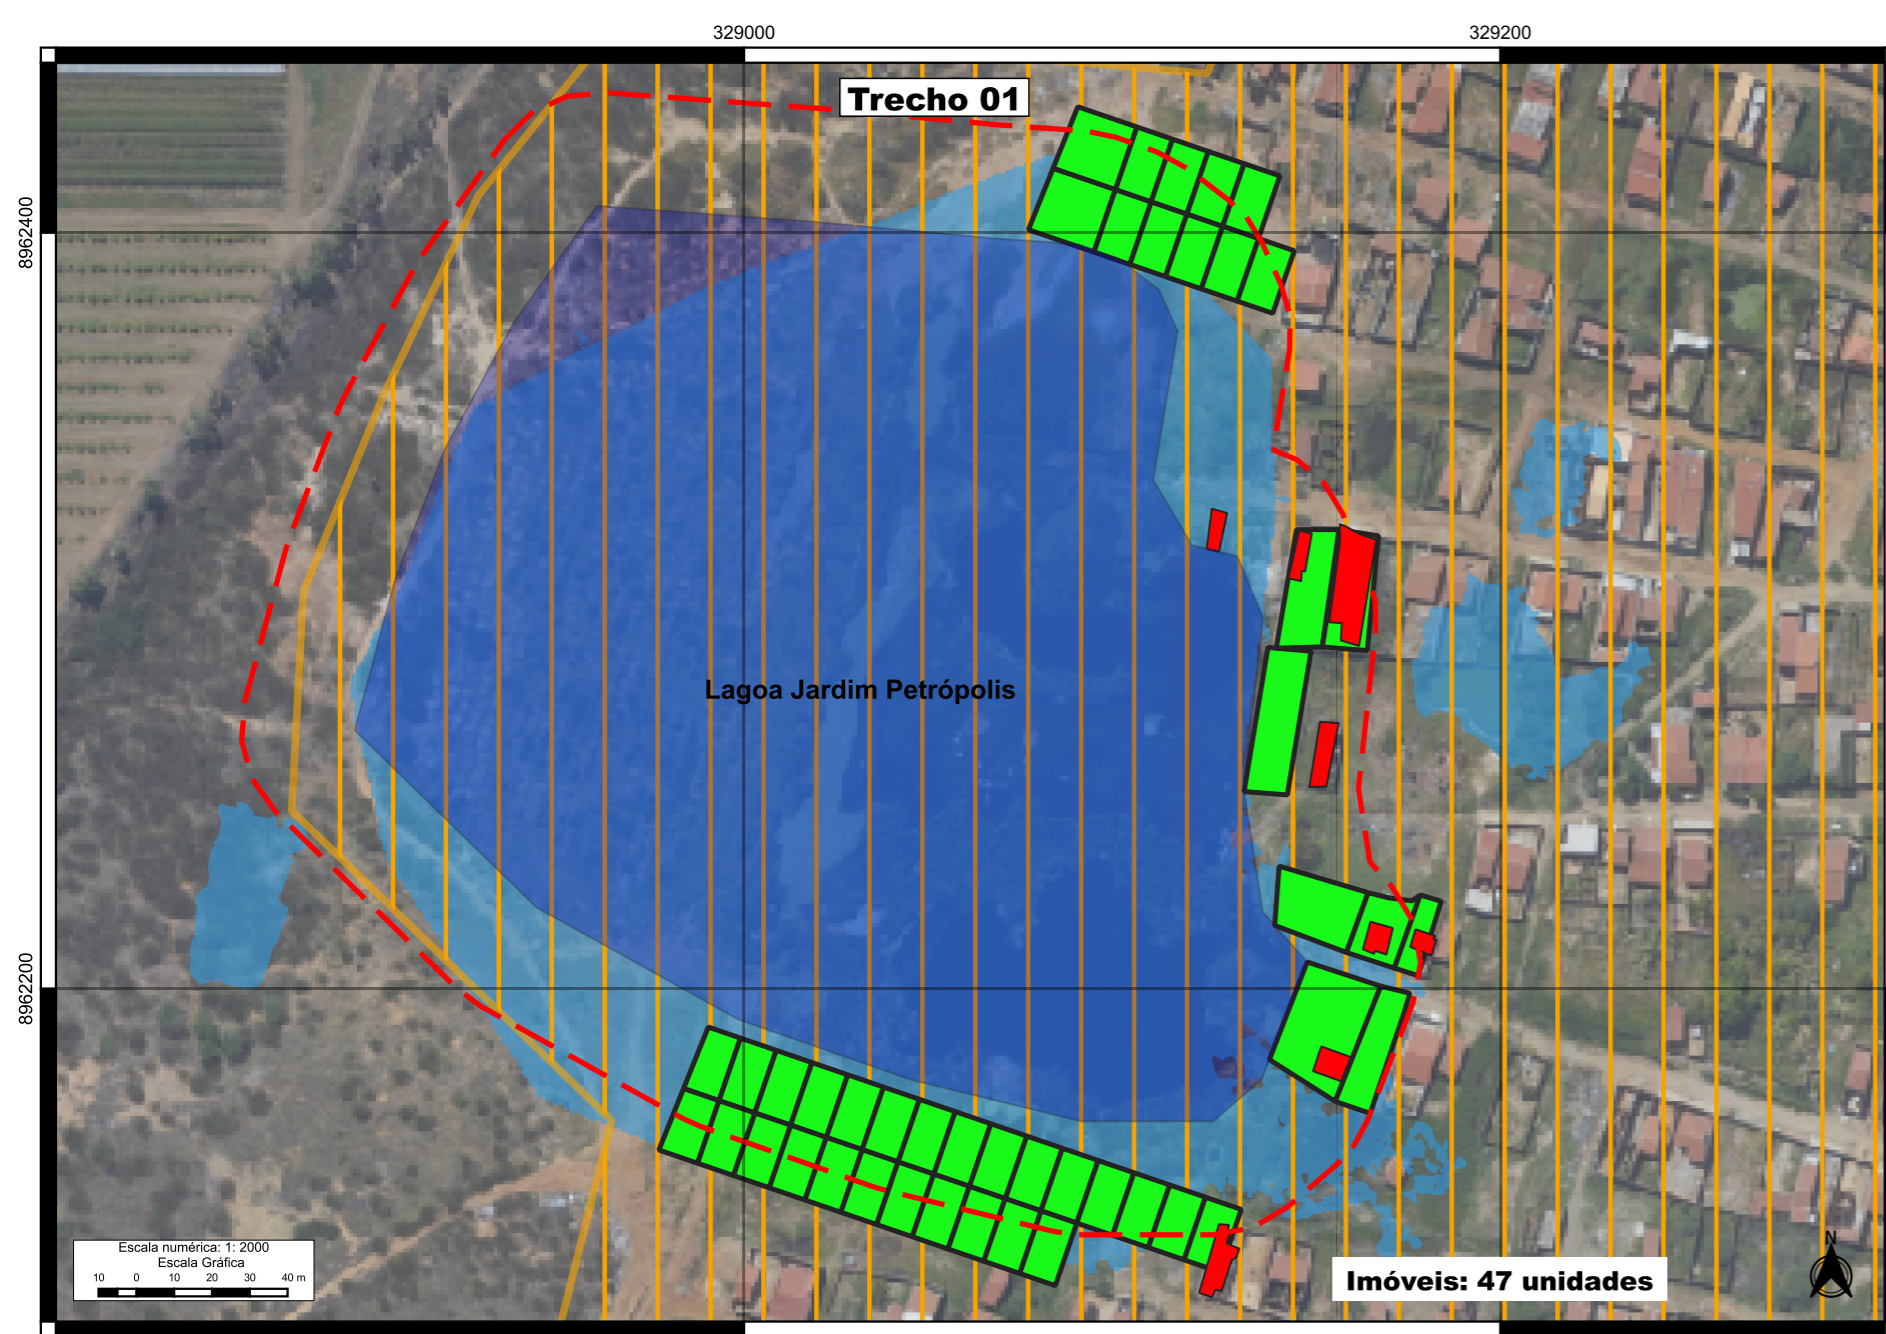 329000
329200
Trecho 01
8962400
Lagoa Jardim Petrópolis
8962200
Escala numérica: 1: 2000
Escala Gráfica
10 0 10 20 30 40 m
N
Imóveis: 47 unidades